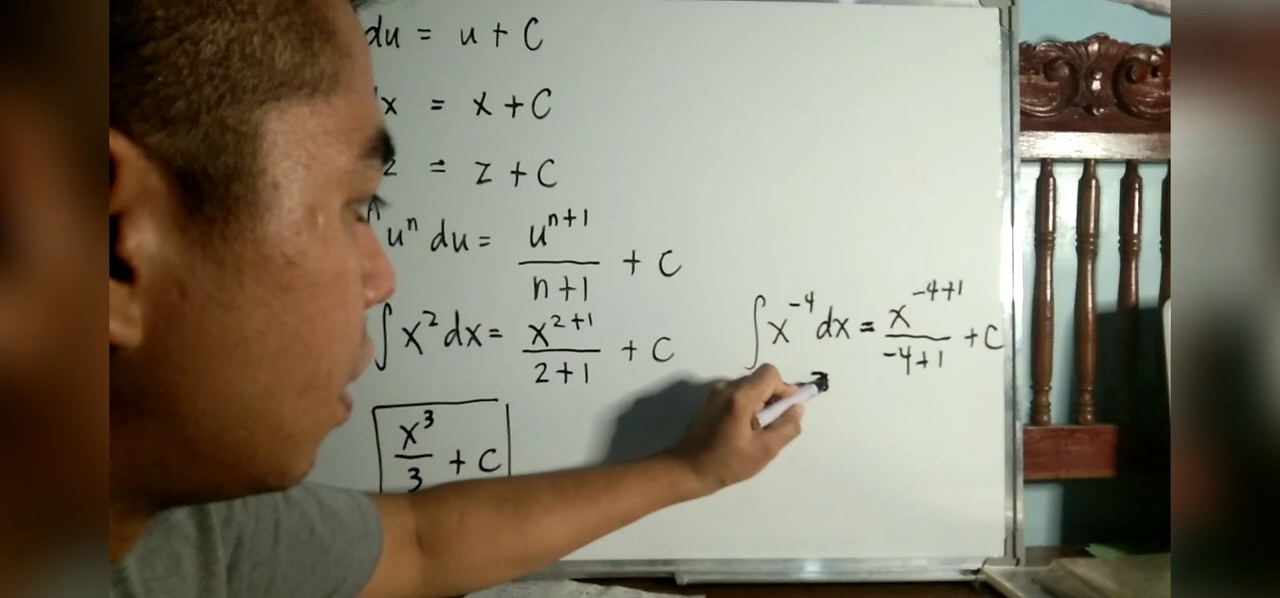 du = u + C
x = x + C
z = z + C
uⁿ du = uⁿ⁺¹ / n+1 + C
∫ x² dx = x²⁺¹ / 2+1 + C
x³ / 3 + C
∫ x⁻⁴ dx = x⁻⁴⁺¹ / -4+1 + C